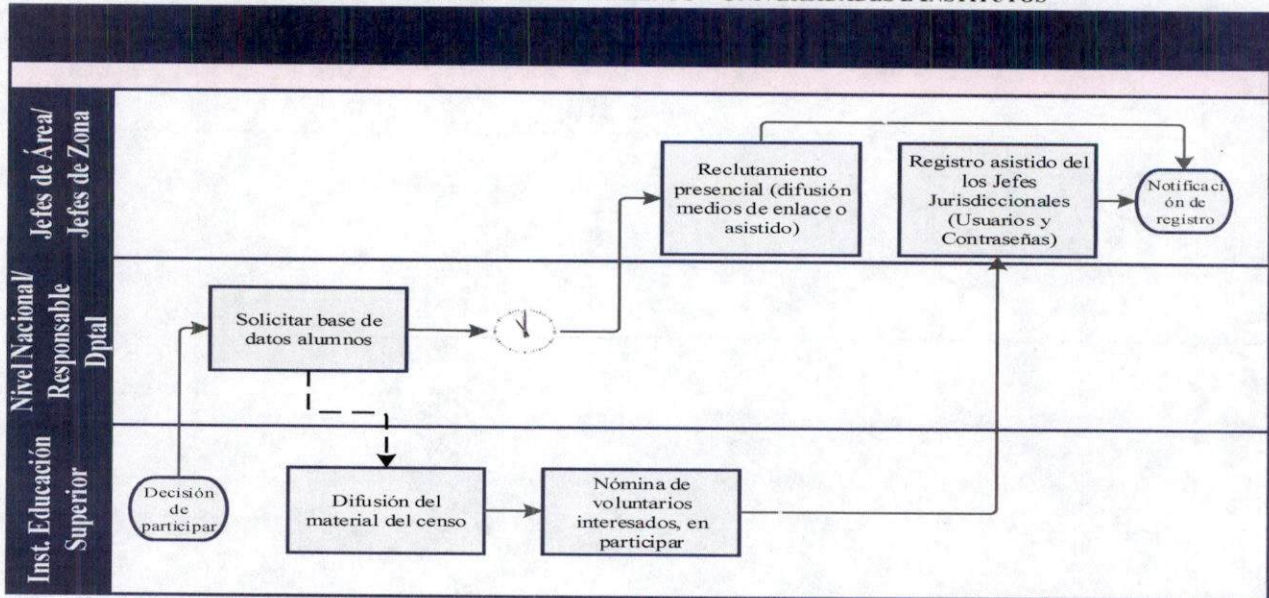 UNIVERSIDADES E INSTITUTOS
Jefes de Área/
Jefes de Zona
Reclutamiento
presencial (difusión
medios de enlace o
asistido)
Registro asistido del
los Jefes
Jurisdiccionales
(Usuarios y
Contraseñas)
Notificaci
ón de
registro
Nivel Nacional/
Responsable
Dptal
Solicitar base de
datos alumnos
Inst. Educación
Superior
Decisión
de
participar
Difusión del
material del censo
Nómina de
voluntarios
interesados, en
participar